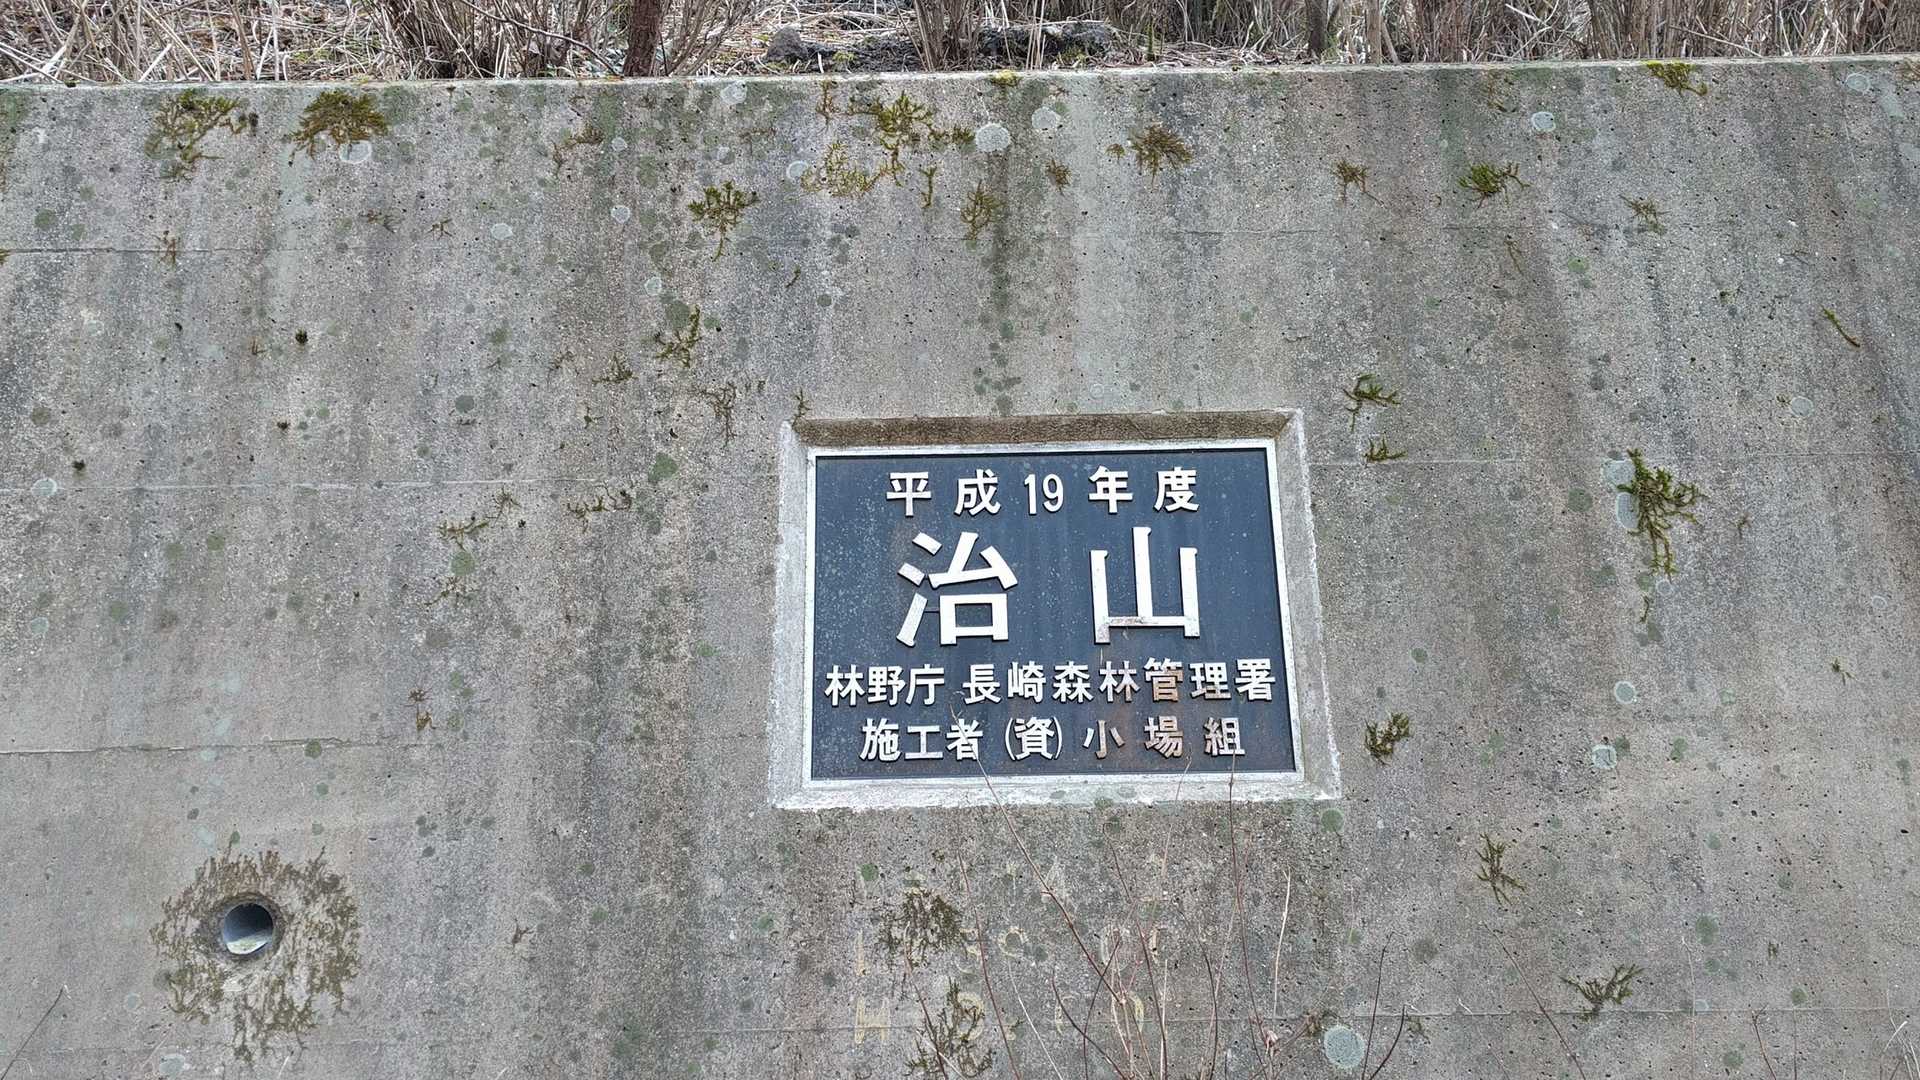 平成19年度
治山
林野庁 長崎森林管理署
施工者 (資) 小場組